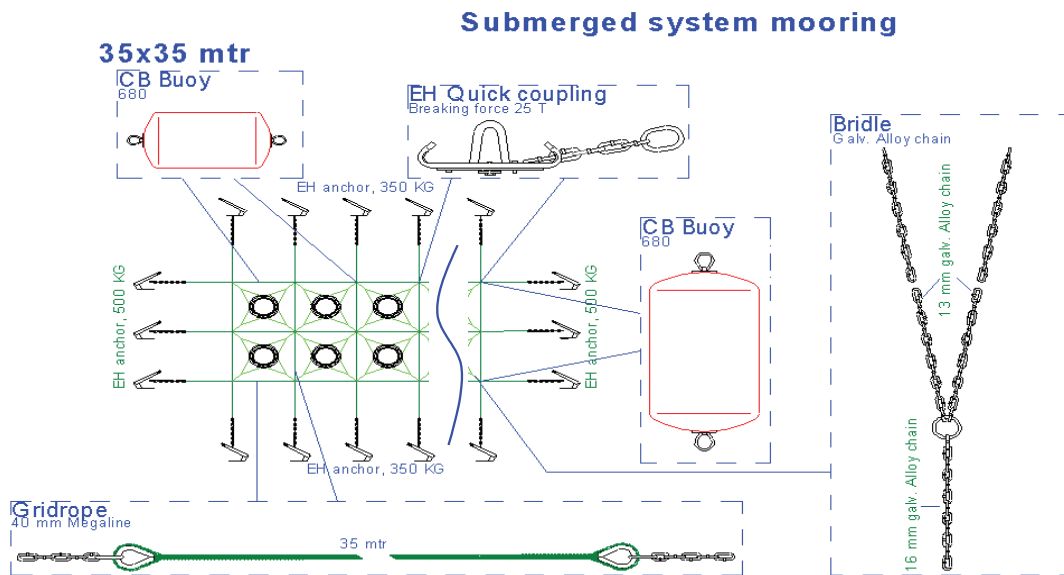 Submerged system mooring
35x35 mtr
CB Buoy
680
EH Quick coupling
Breaking force 25 T
Bridle
Galv. Alloy chain
EH anchor, 350 KG
13 mm galv. Alloy chain
CB Buoy
680
EH anchor, 500 KG
EH anchor, 500 KG
EH anchor, 350 KG
16 mm galv. Alloy chain
Gridrope
40 mm Megaline
35 mtr